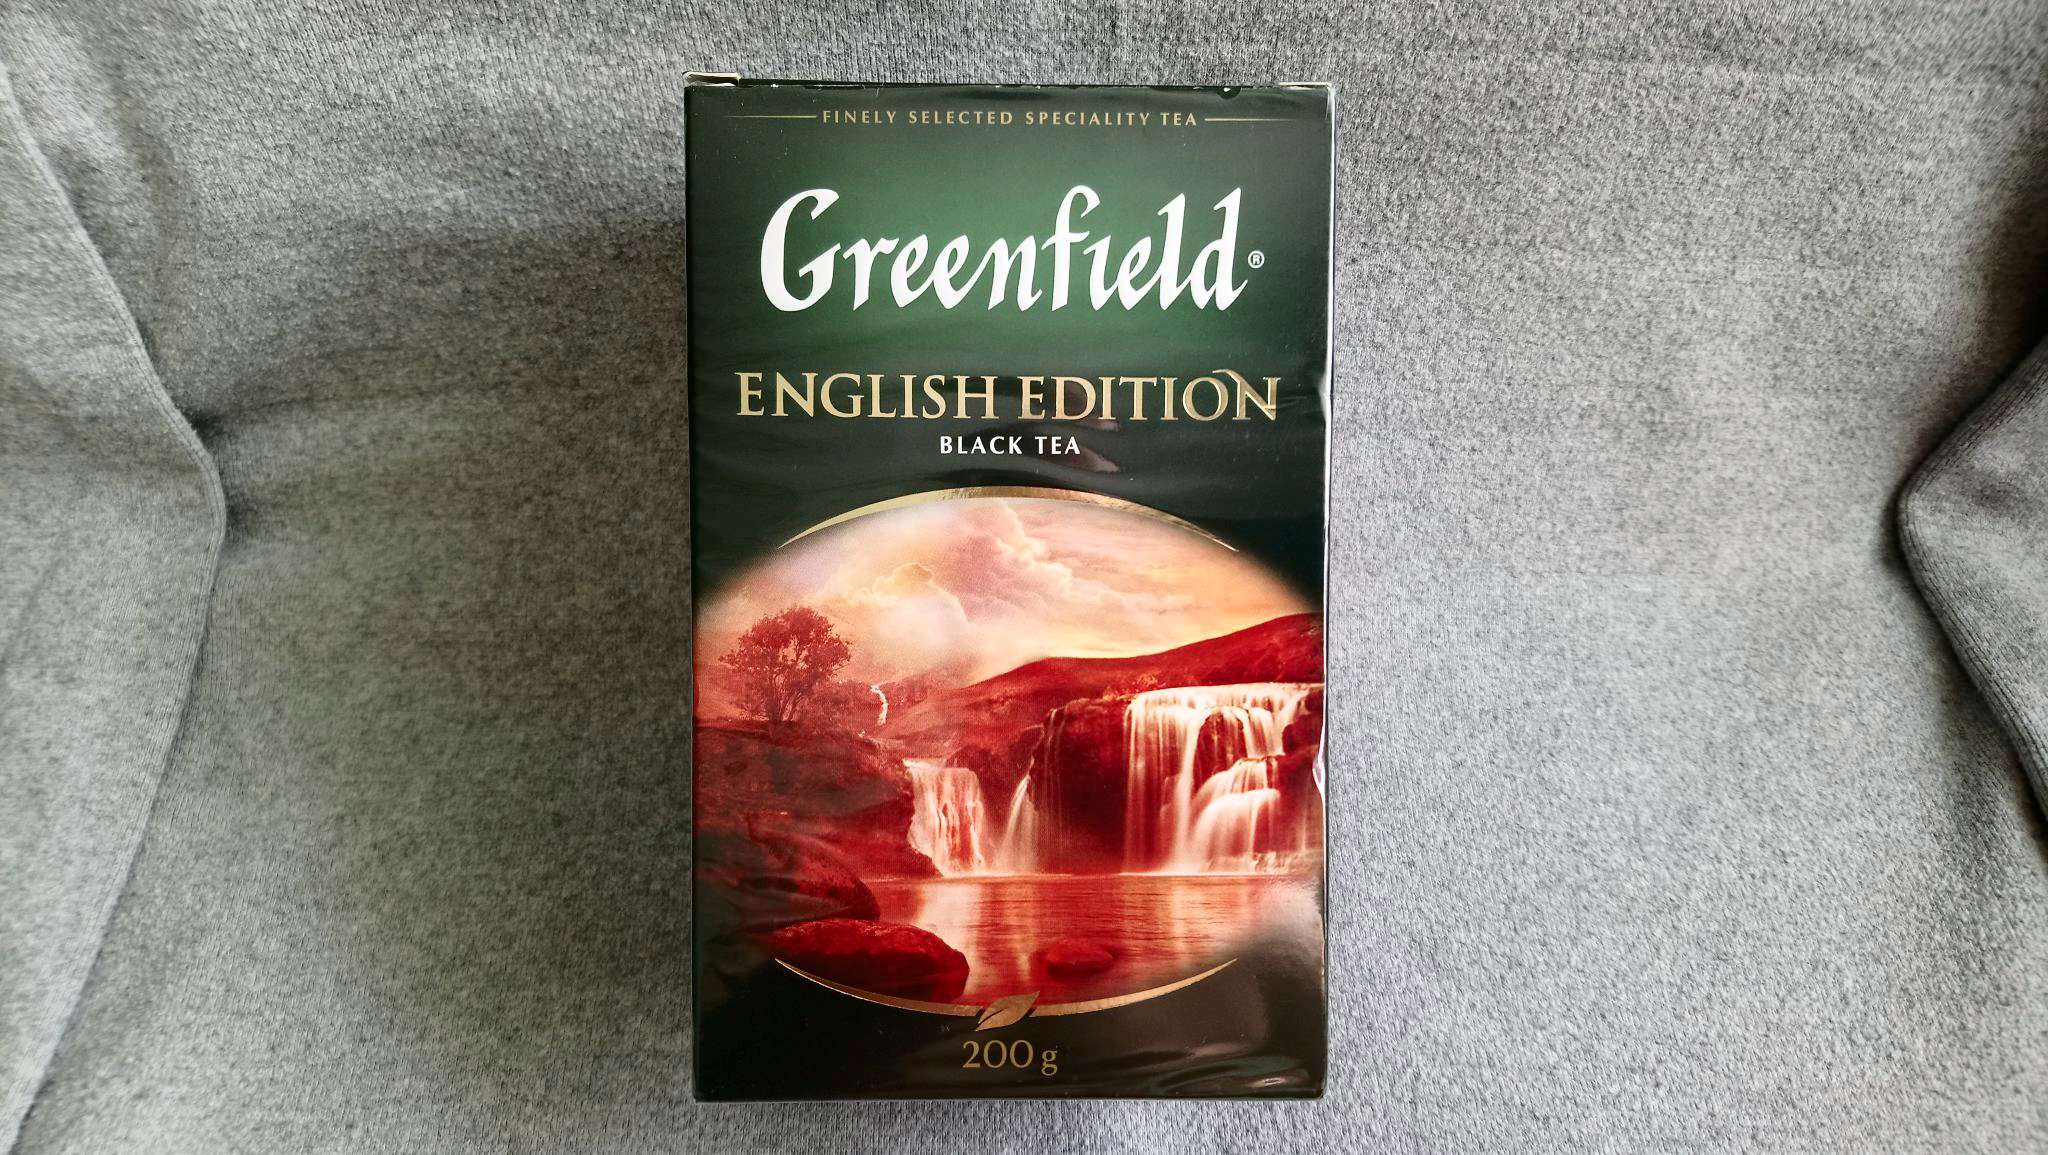 FINELY SELECTED SPECIALITY TEA
Greenfield®
ENGLISH EDITION
BLACK TEA
200 g